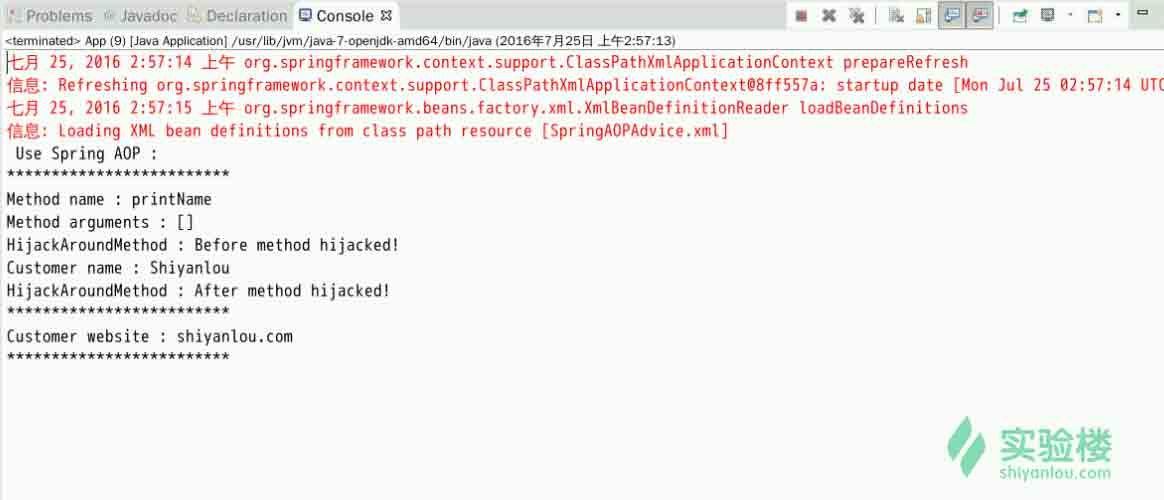 Problems @ Javadoc Declaration Console
<terminated> App (9) [Java Application] /usr/lib/jvm/java-7-openjdk-amd64/bin/java (2016年7月25日 上午2:57:13)
七月 25, 2016 2:57:14 上午 org.springframework.context.support.ClassPathXmlApplicationContext prepareRefresh
信息: Refreshing org.springframework.context.support.ClassPathXmlApplicationContext@8ff557a: startup date [Mon Jul 25 02:57:14 UTC
七月 25, 2016 2:57:15 上午 org.springframework.beans.factory.xml.XmlBeanDefinitionReader loadBeanDefinitions
信息: Loading XML bean definitions from class path resource [SpringAOPAdvice.xml]
Use Spring AOP :
*************************
Method name : printName
Method arguments : []
HijackAroundMethod : Before method hijacked!
Customer name : Shiyanlou
HijackAroundMethod : After method hijacked!
*************************
Customer website : shiyanlou.com
*************************
实验楼
shiyanlou.com